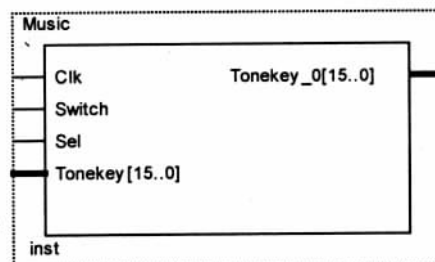 Music
Clk
Tonekey_0[15..0]
Switch
Sel
Tonekey[15..0]
inst